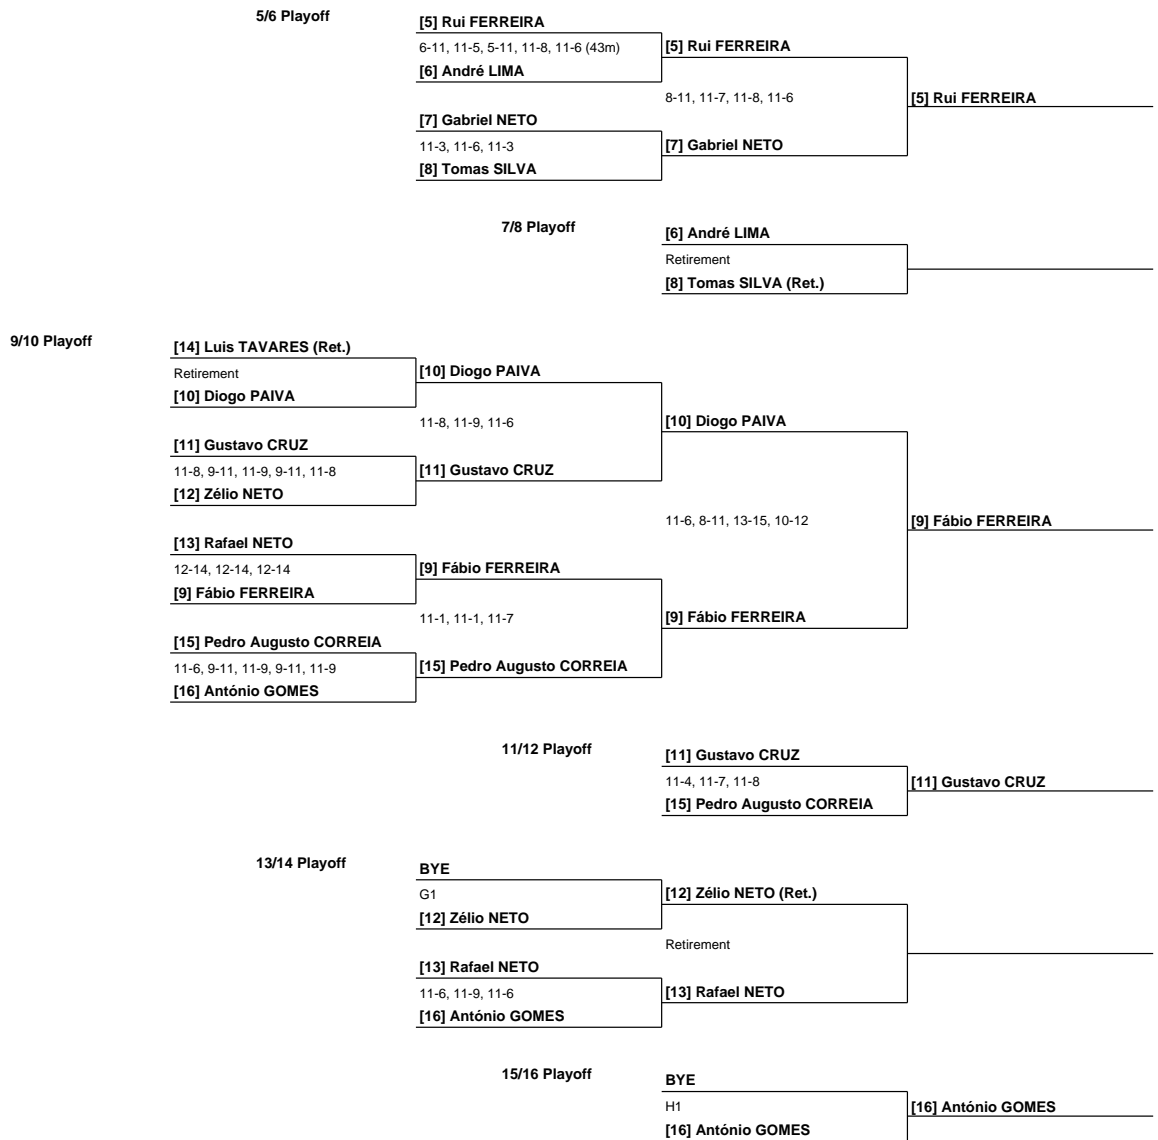 5/6 Playoff
[5] Rui FERREIRA
6-11, 11-5, 5-11, 11-8, 11-6 (43m)
[5] Rui FERREIRA
[6] André LIMA
8-11, 11-7, 11-8, 11-6
[5] Rui FERREIRA
[7] Gabriel NETO
11-3, 11-6, 11-3
[7] Gabriel NETO
[8] Tomas SILVA
7/8 Playoff
[6] André LIMA
Retirement
[8] Tomas SILVA (Ret.)
9/10 Playoff
[14] Luis TAVARES (Ret.)
Retirement
[10] Diogo PAIVA
[10] Diogo PAIVA
11-8, 11-9, 11-6
[10] Diogo PAIVA
[11] Gustavo CRUZ
11-8, 9-11, 11-9, 9-11, 11-8
[11] Gustavo CRUZ
[12] Zélio NETO
11-6, 8-11, 13-15, 10-12
[9] Fábio FERREIRA
[13] Rafael NETO
12-14, 12-14, 12-14
[9] Fábio FERREIRA
[9] Fábio FERREIRA
11-1, 11-1, 11-7
[9] Fábio FERREIRA
[15] Pedro Augusto CORREIA
11-6, 9-11, 11-9, 9-11, 11-9
[15] Pedro Augusto CORREIA
[16] António GOMES
11/12 Playoff
[11] Gustavo CRUZ
11-4, 11-7, 11-8
[11] Gustavo CRUZ
[15] Pedro Augusto CORREIA
13/14 Playoff
BYE
G1
[12] Zélio NETO (Ret.)
[12] Zélio NETO
Retirement
[13] Rafael NETO
11-6, 11-9, 11-6
[13] Rafael NETO
[16] António GOMES
15/16 Playoff
BYE
H1
[16] António GOMES
[16] António GOMES